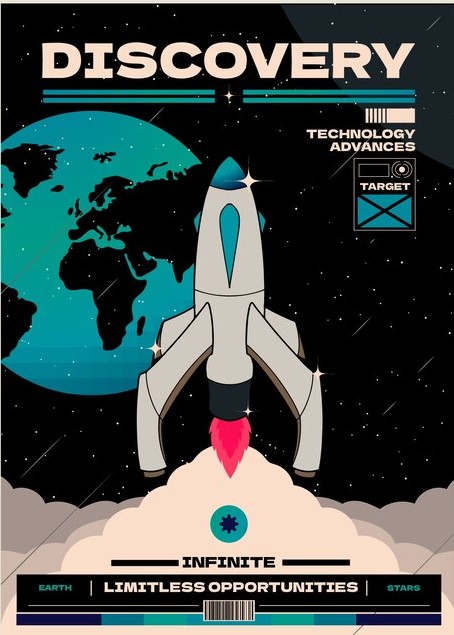 DISCOVERY
TECHNOLOGY
ADVANCES
TARGET
INFINITE
EARTH
LIMITLESS OPPORTUNITIES
STARS